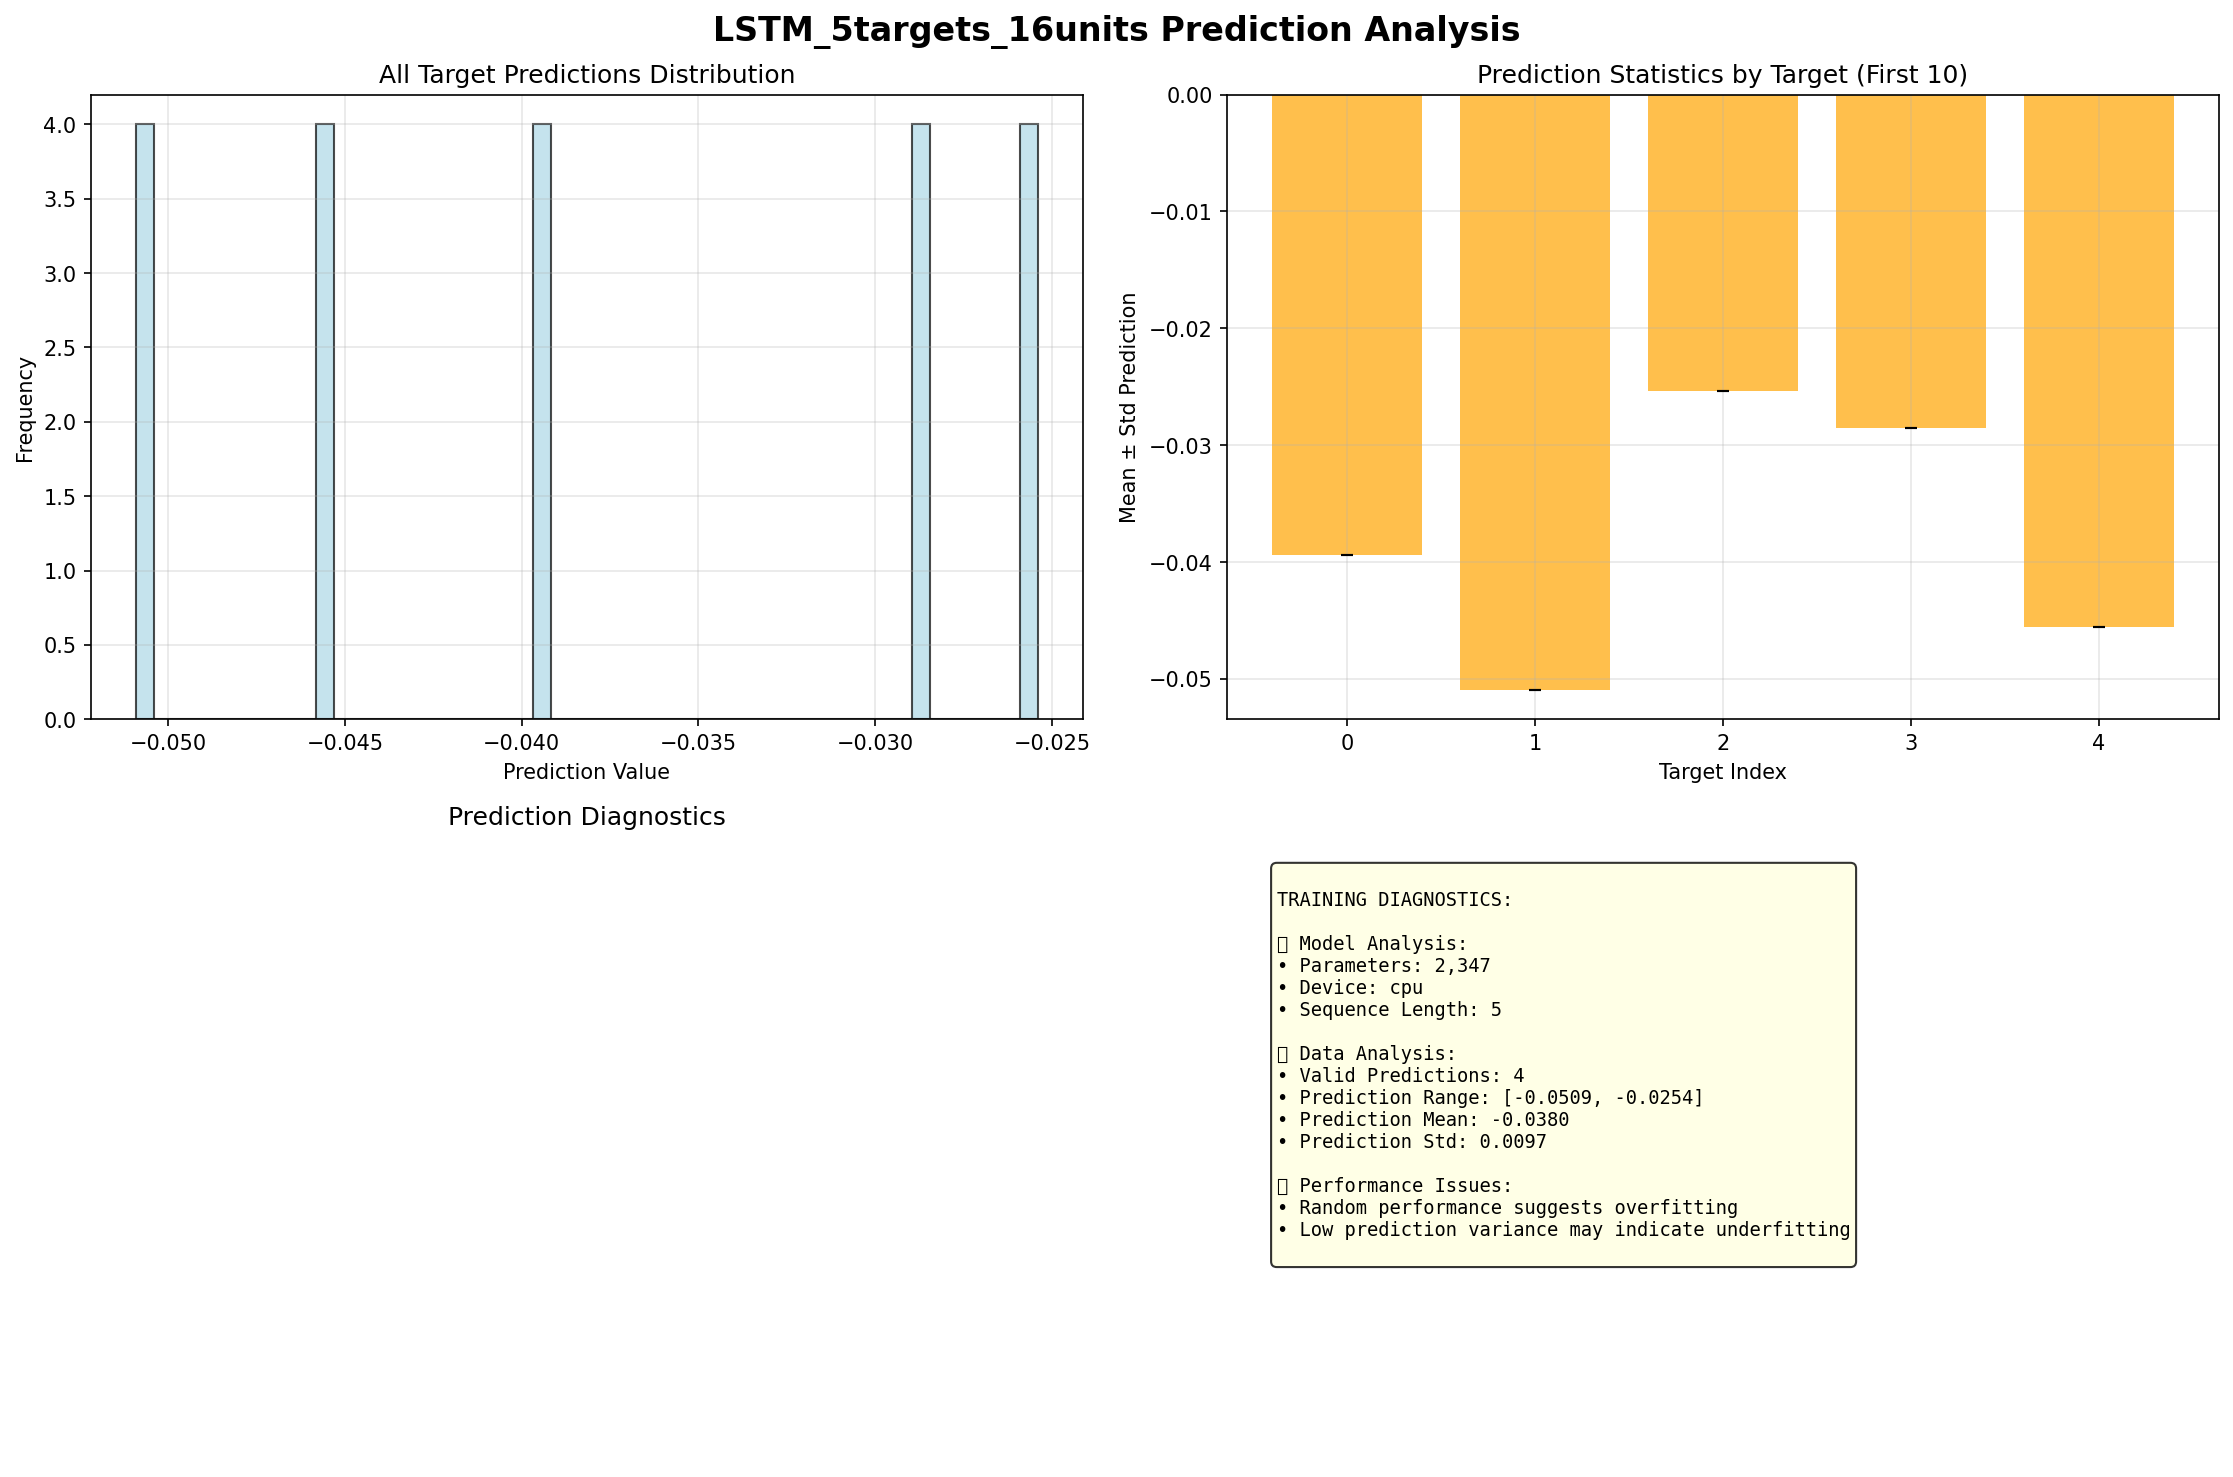 LSTM_5targets_16units Prediction Analysis
All Target Predictions Distribution
Frequency
4.0
3.5
3.0
2.5
2.0
1.5
1.0
0.5
0.0
−0.050
−0.045
−0.040
−0.035
−0.030
−0.025
Prediction Value
Prediction Statistics by Target (First 10)
Mean ± Std Prediction
0.00
−0.01
−0.02
−0.03
−0.04
−0.05
0
1
2
3
4
Target Index
Prediction Diagnostics
TRAINING DIAGNOSTICS:
Model Analysis:
• Parameters: 2,347
• Device: cpu
• Sequence Length: 5
Data Analysis:
• Valid Predictions: 4
• Prediction Range: [-0.0509, -0.0254]
• Prediction Mean: -0.0380
• Prediction Std: 0.0097
Performance Issues:
• Random performance suggests overfitting
• Low prediction variance may indicate underfitting